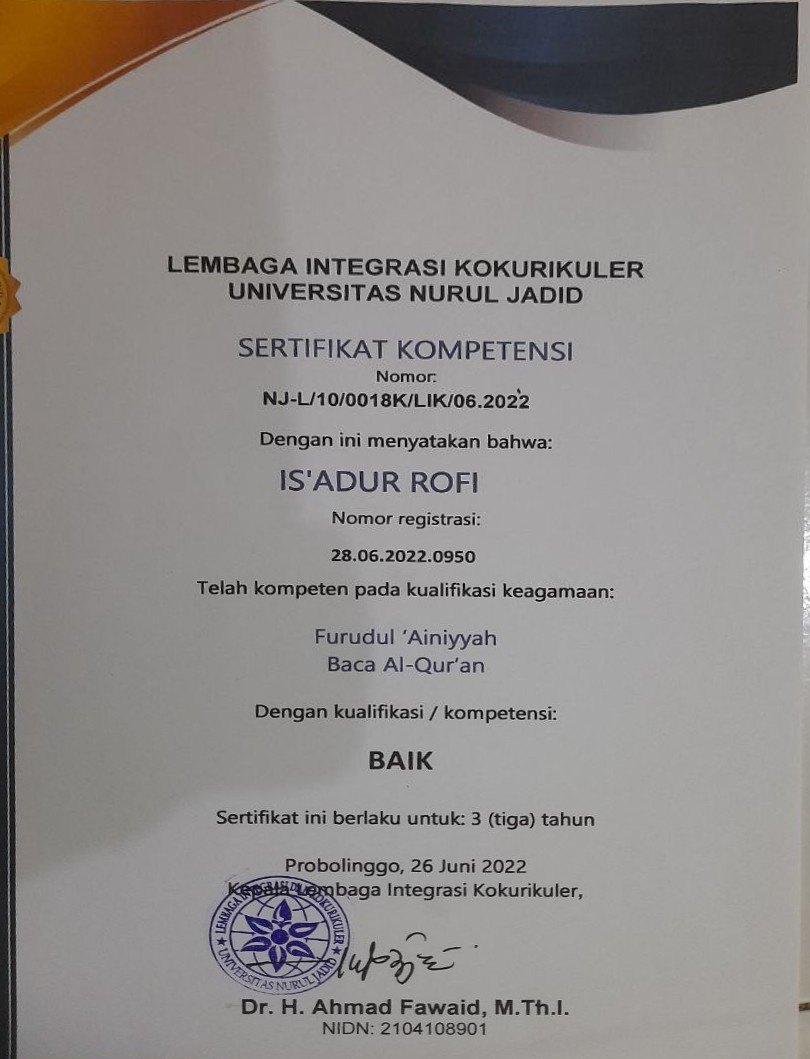 LEMBAGA INTEGRASI KOKURIKULER
UNIVERSITAS NURUL JADID
SERTIFIKAT KOMPETENSI
Nomor:
NJ-L/10/0018K/LIK/06.2022
Dengan ini menyatakan bahwa:
IS'ADUR ROFI
Nomor registrasi:
28.06.2022.0950
Telah kompeten pada kualifikasi keagamaan:
Furudul 'Ainiyyah
Baca Al-Qur'an
Dengan kualifikasi / kompetensi:
BAIK
Sertifikat ini berlaku untuk: 3 (tiga) tahun
Probolinggo, 26 Juni 2022
Kepala Lembaga Integrasi Kokurikuler,
UNIVERSITAS NURUL JADID
Dr. H. Ahmad Fawaid, M.Th.I.
NIDN: 2104108901